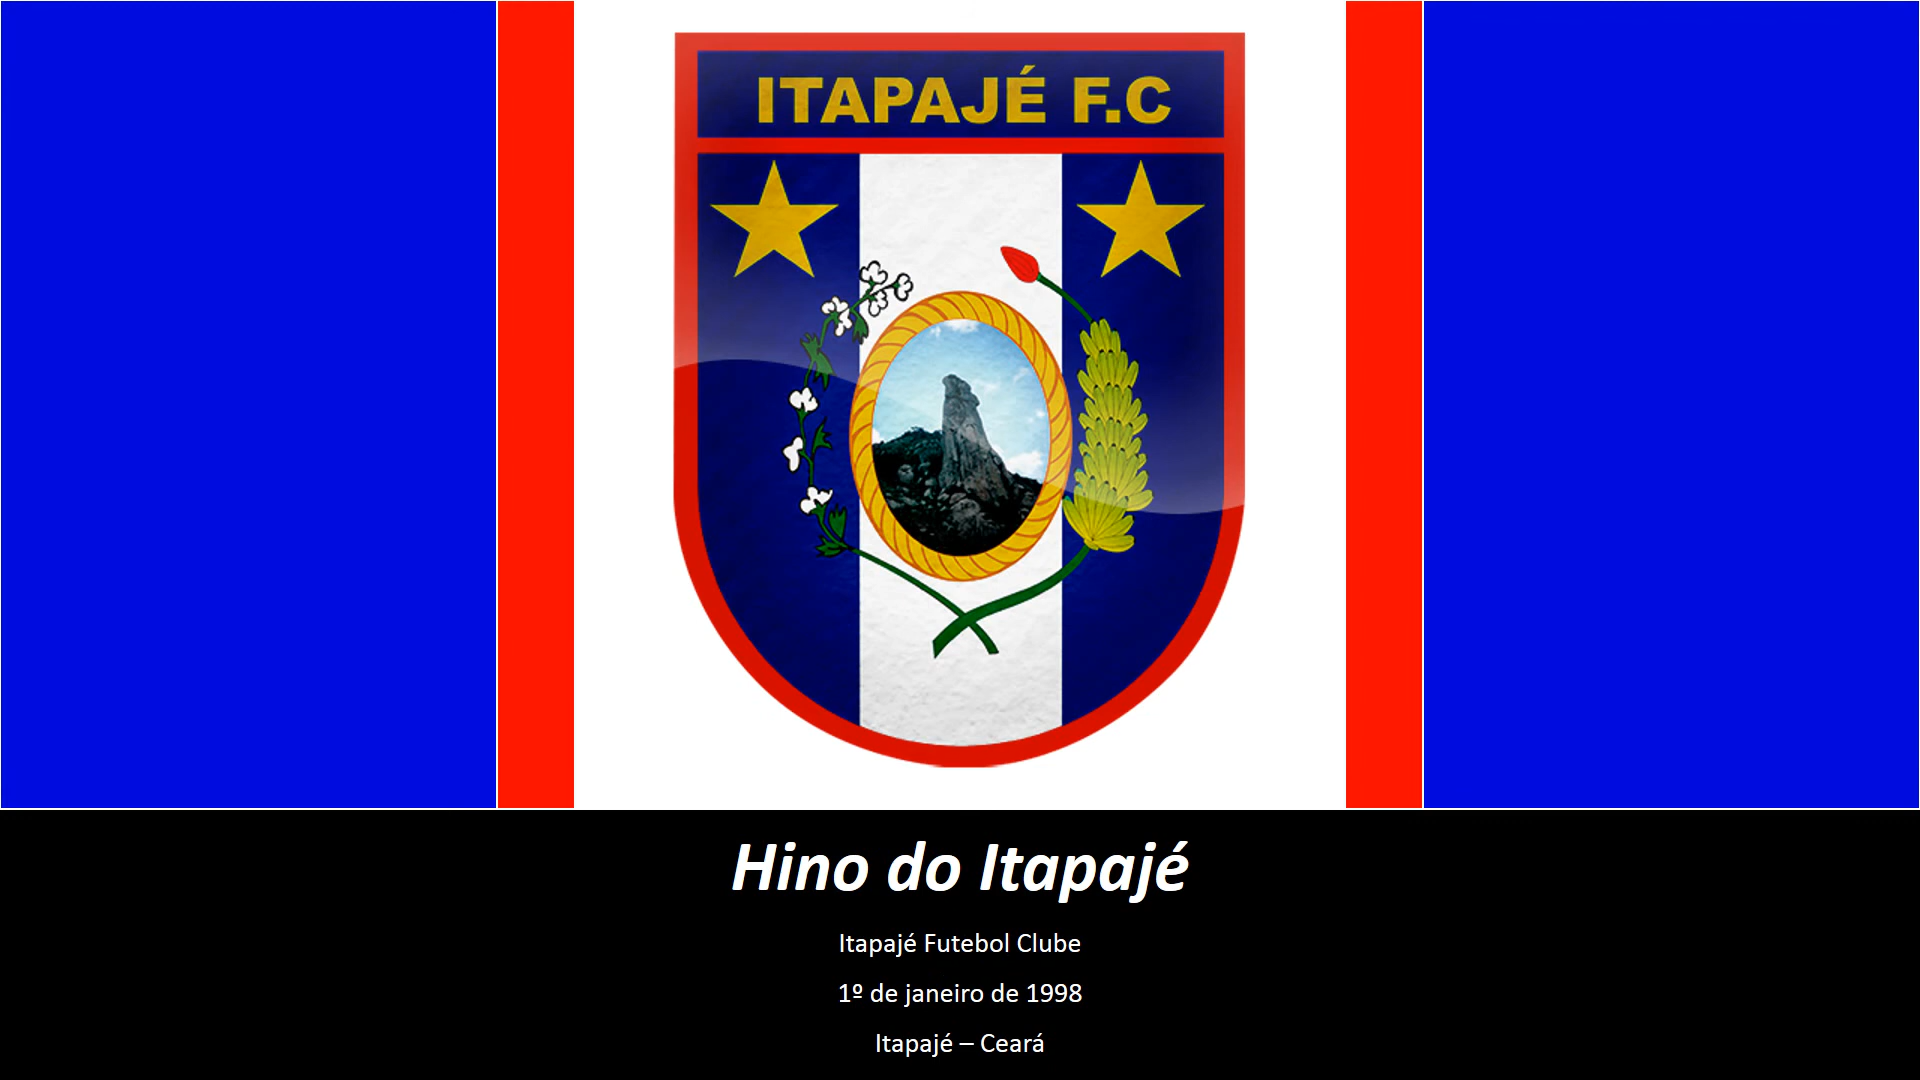 ITAPAJÉ F.C
Hino do Itapajé
Itapajé Futebol Clube
1º de janeiro de 1998
Itapajé – Ceará